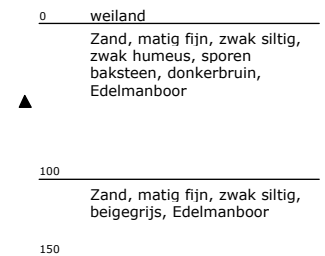 0 weiland
Zand, matig fijn, zwak siltig,
zwak humeus, sporen
baksteen, donkerbruin,
Edelmanboor
100
Zand, matig fijn, zwak siltig,
beigegrijs, Edelmanboor
150